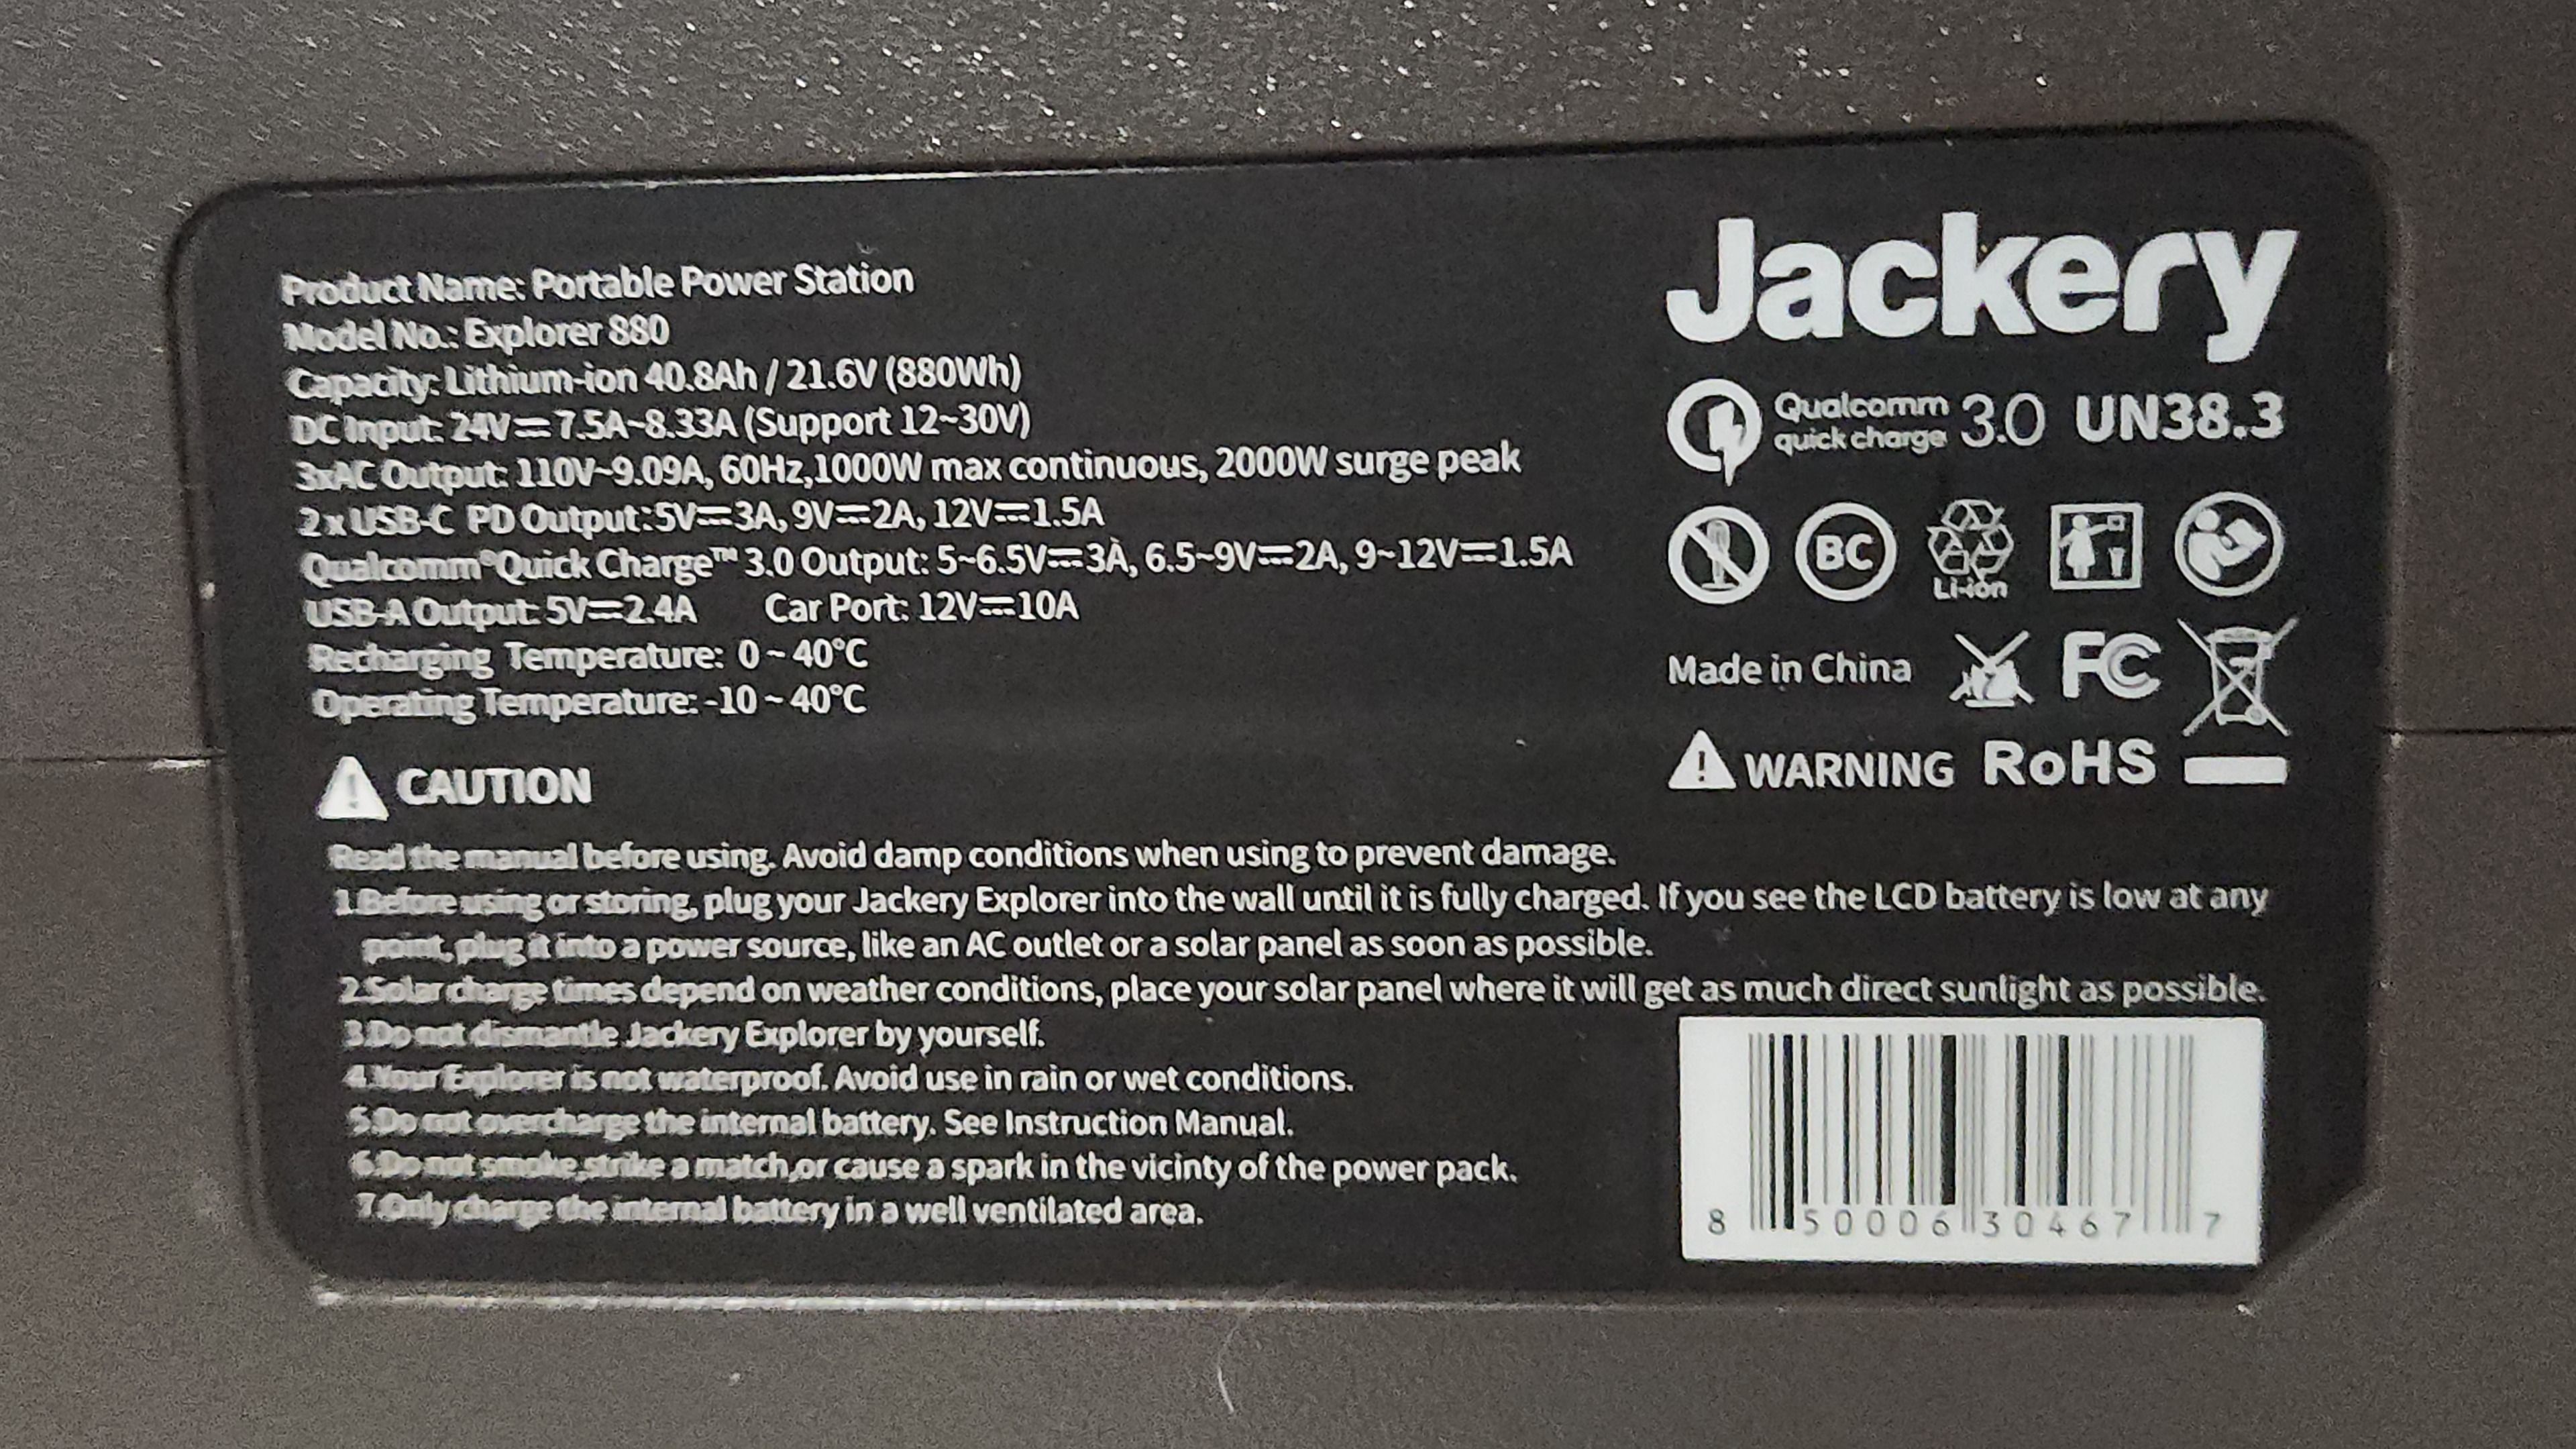 Product Name: Portable Power Station
Model No.: Explorer 880
Capacity: Lithium-ion 40.8Ah / 21.6V (880Wh)
DC Input: 24V⎓7.5A~8.33A (Support 12~30V)
3xAC Output: 110V~9.09A, 60Hz,1000W max continuous, 2000W surge peak
2 x USB-C PD Output:5V⎓3A, 9V⎓2A, 12V⎓1.5A
Qualcomm® Quick Charge™ 3.0 Output: 5~6.5V⎓3A, 6.5~9V⎓2A, 9~12V⎓1.5A
USB-A Output: 5V⎓2.4A Car Port: 12V⎓10A
Recharging Temperature: 0 ~ 40°C
Operating Temperature: -10 ~ 40°C
Jackery
Qualcomm
quick charge 3.0 UN38.3
BC
Li-ion
Made in China FC
WARNING RoHS
CAUTION
Read the manual before using. Avoid damp conditions when using to prevent damage.
1.Before using or storing, plug your Jackery Explorer into the wall until it is fully charged. If you see the LCD battery is low at any
point, plug it into a power source, like an AC outlet or a solar panel as soon as possible.
2.Solar charge times depend on weather conditions, place your solar panel where it will get as much direct sunlight as possible.
3.Do not dismantle Jackery Explorer by yourself.
4.Your Explorer is not waterproof. Avoid use in rain or wet conditions.
5.Do not overcharge the internal battery. See Instruction Manual.
6.Do not smoke,strike a match,or cause a spark in the vicinty of the power pack.
7.Only charge the internal battery in a well ventilated area.
8 50006 30467 7